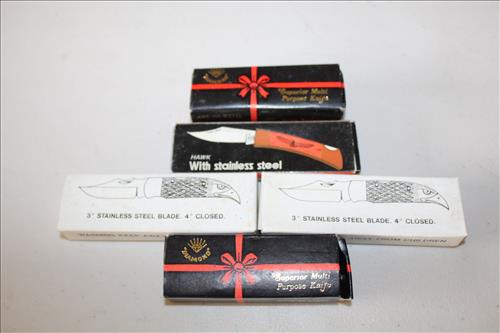 Superior Multi
Purpose Knife
HAWK
With stainless steel
3" STAINLESS STEEL BLADE. 4" CLOSED.
3" STAINLESS STEEL BLADE. 4" CLOSED.
DIAMOND
Superior Multi
Purpose Knife